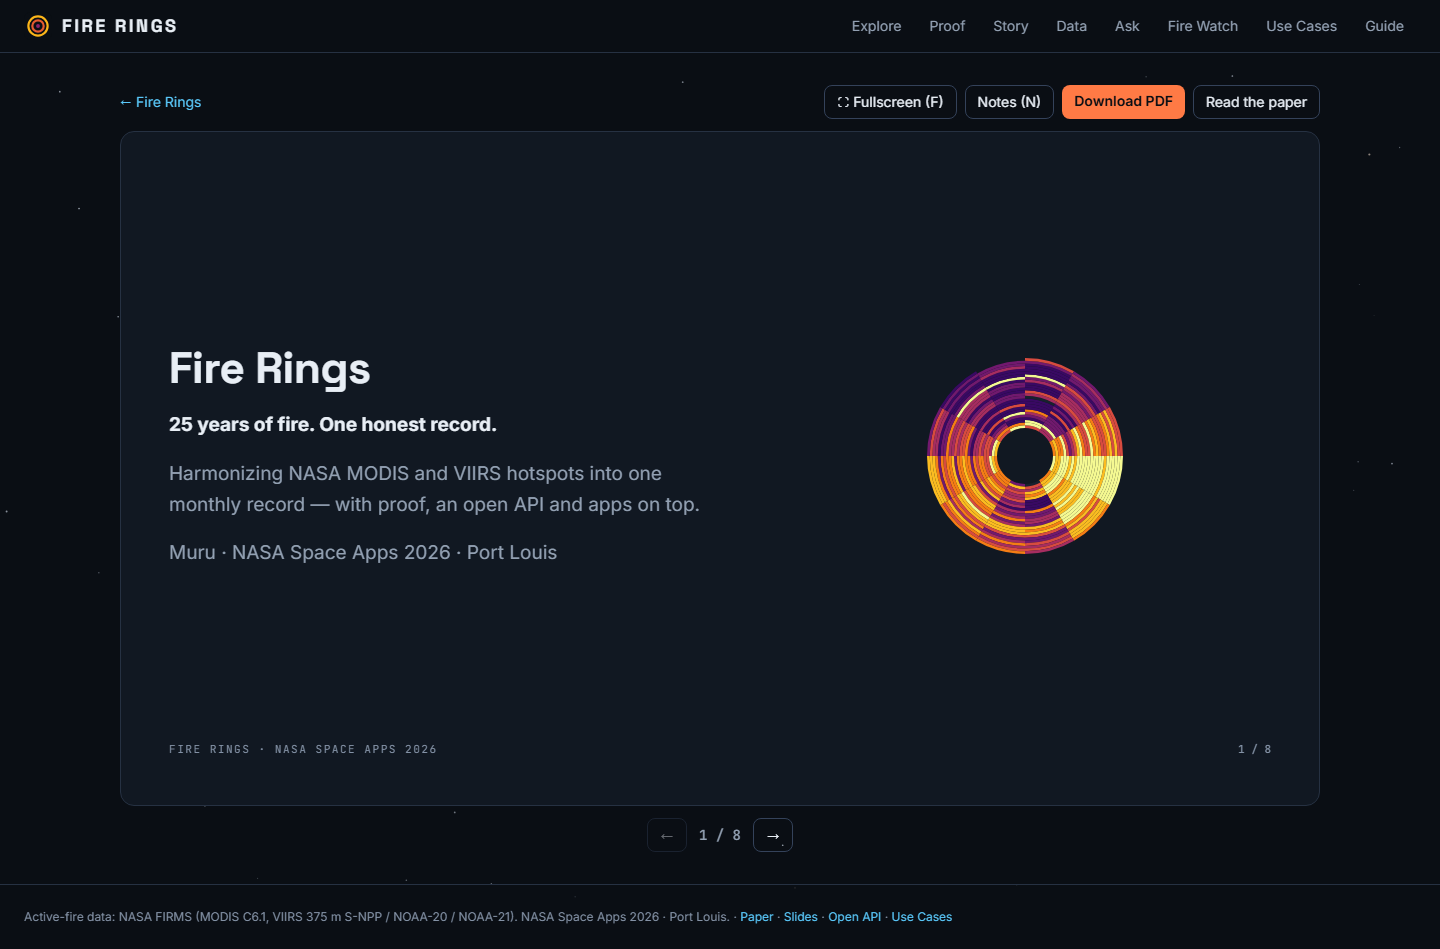 FIRE RINGS
Explore Proof Story Data Ask Fire Watch Use Cases Guide
← Fire Rings
Fullscreen (F) Notes (N) Download PDF Read the paper
Fire Rings
25 years of fire. One honest record.
Harmonizing NASA MODIS and VIIRS hotspots into one
monthly record — with proof, an open API and apps on top.
Muru · NASA Space Apps 2026 · Port Louis
FIRE RINGS · NASA SPACE APPS 2026
1 / 8
← 1 / 8 →
Active-fire data: NASA FIRMS (MODIS C6.1, VIIRS 375 m S-NPP / NOAA-20 / NOAA-21). NASA Space Apps 2026 · Port Louis. · Paper · Slides · Open API · Use Cases